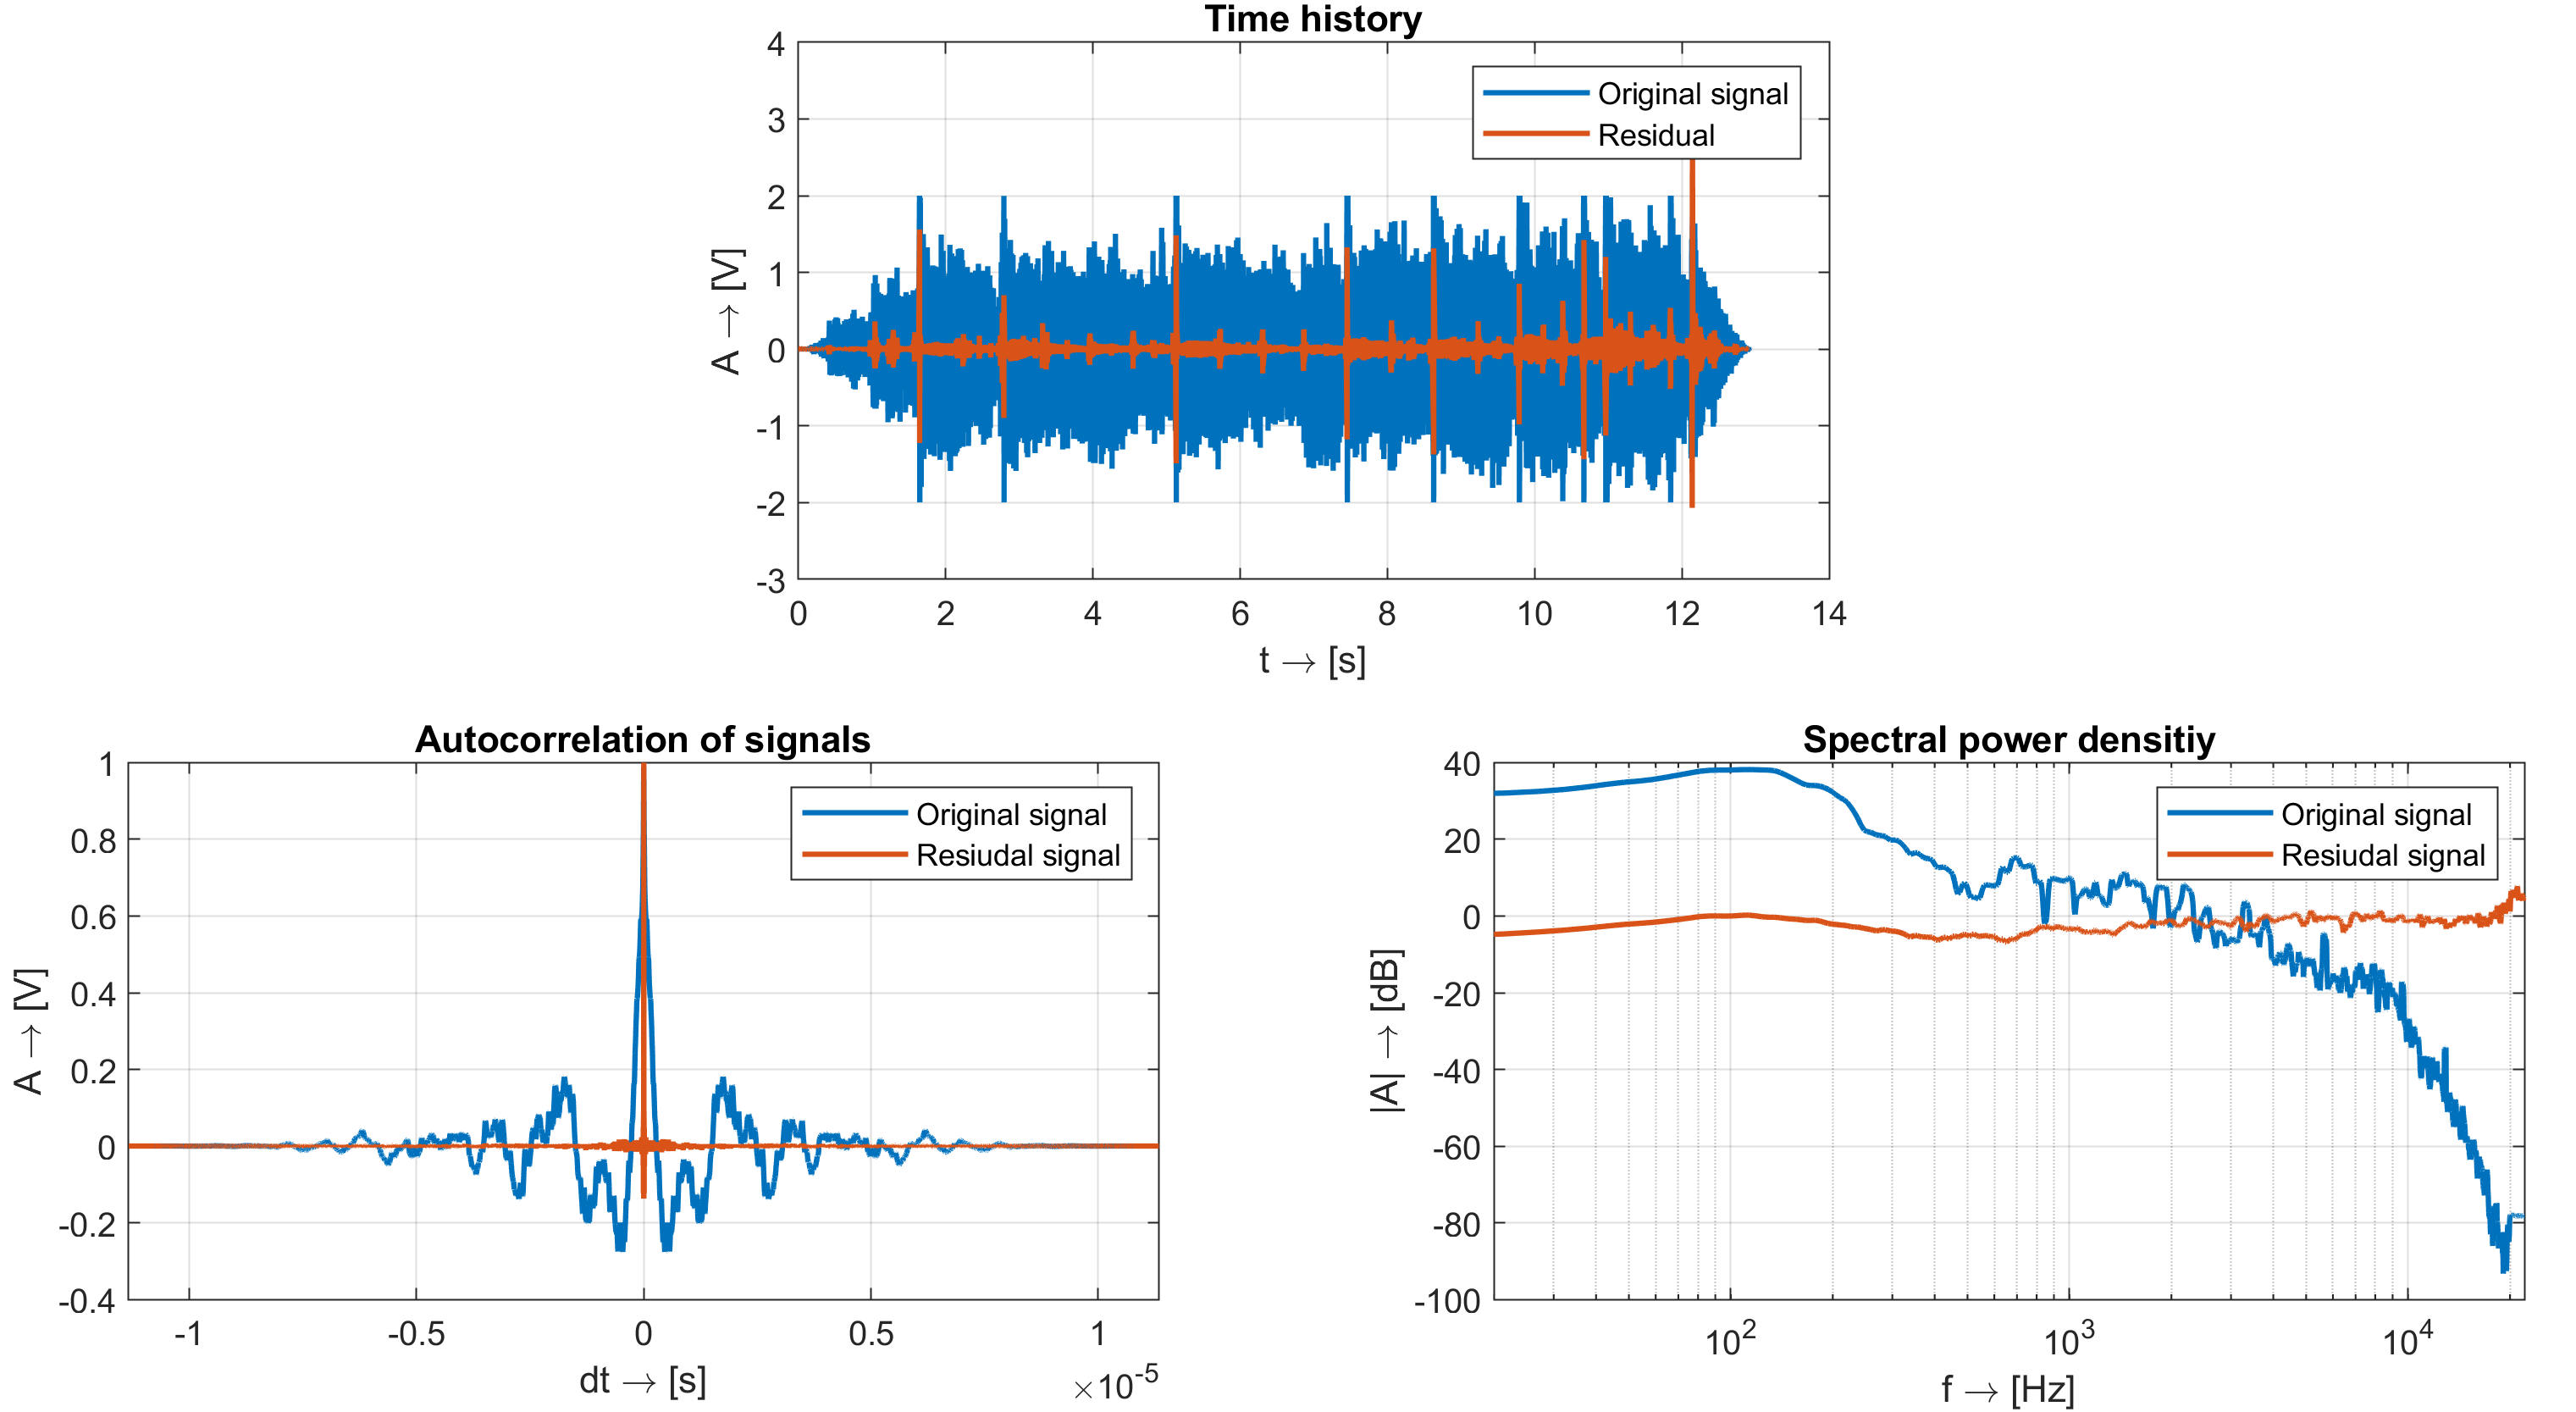 Time history
4
3
2
1
0
-1
-2
-3
A → [V]
Original signal
Residual
0 2 4 6 8 10 12 14
t → [s]
Autocorrelation of signals
1
0.8
0.6
0.4
0.2
0
-0.2
-0.4
A → [V]
Original signal
Resiudal signal
-1 -0.5 0 0.5 1
dt → [s]
×10-5
Spectral power densitiy
40
20
0
-20
-40
-60
-80
-100
|A| → [dB]
Original signal
Resiudal signal
10² 10³ 10⁴
f → [Hz]